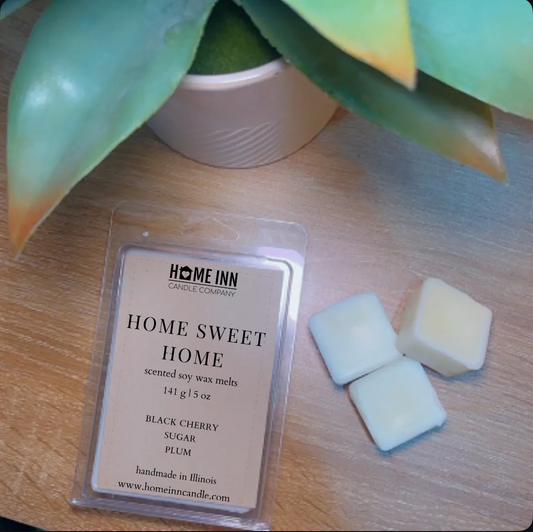 HOME INN
CANDLE COMPANY
HOME SWEET
HOME
scented soy wax melts
141 g | 5 oz
BLACK CHERRY
SUGAR
PLUM
handmade in Illinois
www.homeinncandle.com